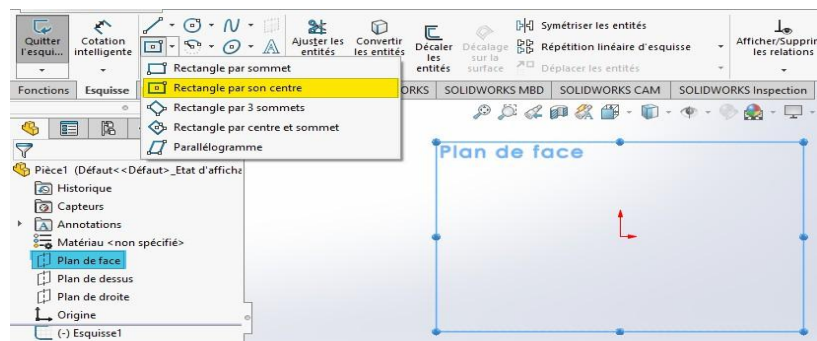 Quitter l'esqui...
Cotation intelligente
Ajuster les entités
Convertir les entités
Décaler les entités
Décalage sur la surface
Symétriser les entités
Répétition linéaire d'esquisse
Déplacer les entités
Afficher/Supprir les relations
Rectangle par sommet
Rectangle par son centre
Rectangle par 3 sommets
Rectangle par centre et sommet
Parallélogramme
Fonctions
Esquisse
ORKS
SOLIDWORKS MBD
SOLIDWORKS CAM
SOLIDWORKS Inspection
Pièce1 (Défaut<<Défaut>_Etat d'afficha
Historique
Capteurs
Annotations
Matériau <non spécifié>
Plan de face
Plan de dessus
Plan de droite
Origine
(-) Esquisse1
Plan de face